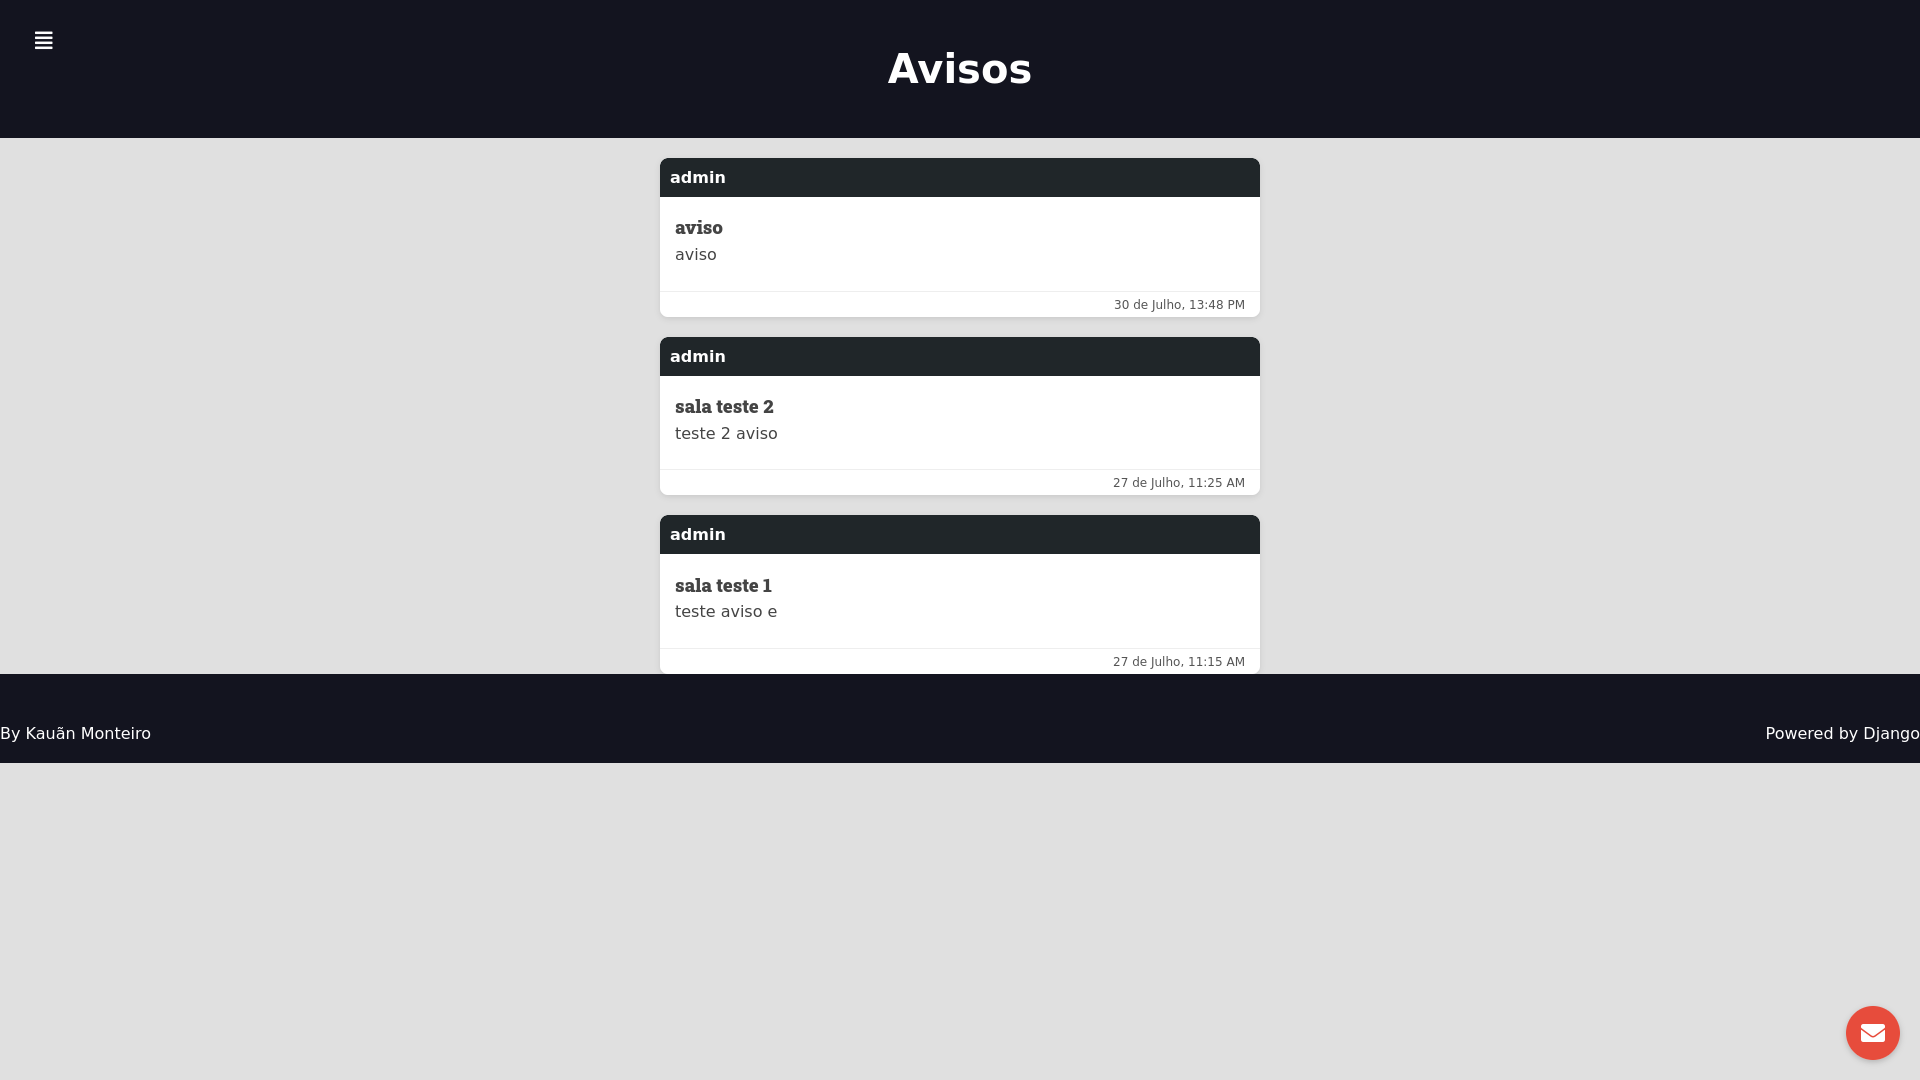 Avisos
admin
aviso
aviso
30 de Julho, 13:48 PM
admin
sala teste 2
teste 2 aviso
27 de Julho, 11:25 AM
admin
sala teste 1
teste aviso e
27 de Julho, 11:15 AM
By Kauãn Monteiro
Powered by Django